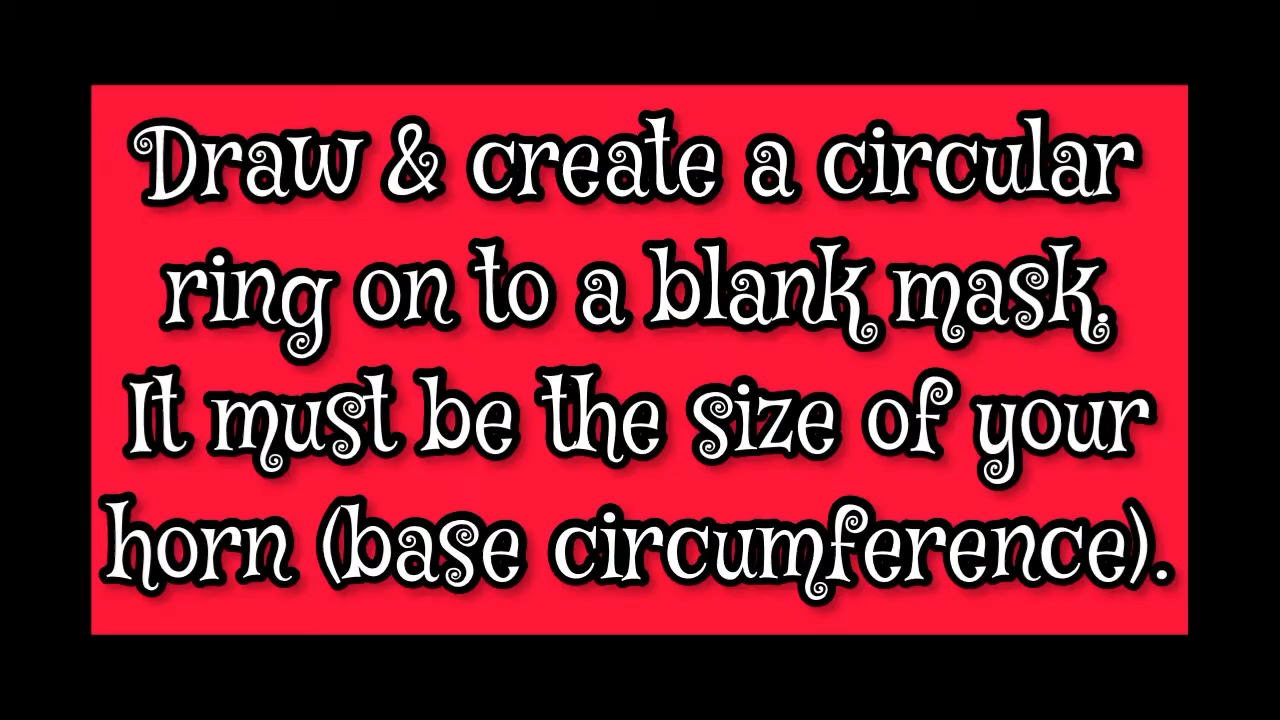 Draw & create a circular
ring on to a blank mask.
It must be the size of your
horn (base circumference).